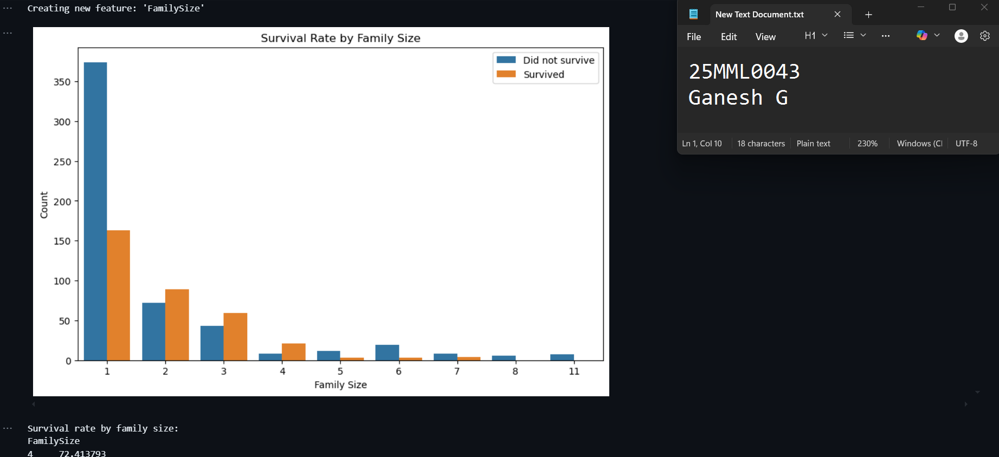 Creating new feature: 'FamilySize'
Survival Rate by Family Size
Did not survive
Survived
Count
350
300
250
200
150
100
50
0
1 2 3 4 5 6 7 8 11
Family Size
Survival rate by family size:
FamilySize
4 72.413793
New Text Document.txt
File Edit View H1
25MML0043
Ganesh G
Ln 1, Col 10 18 characters Plain text 230% Windows (Cl UTF-8